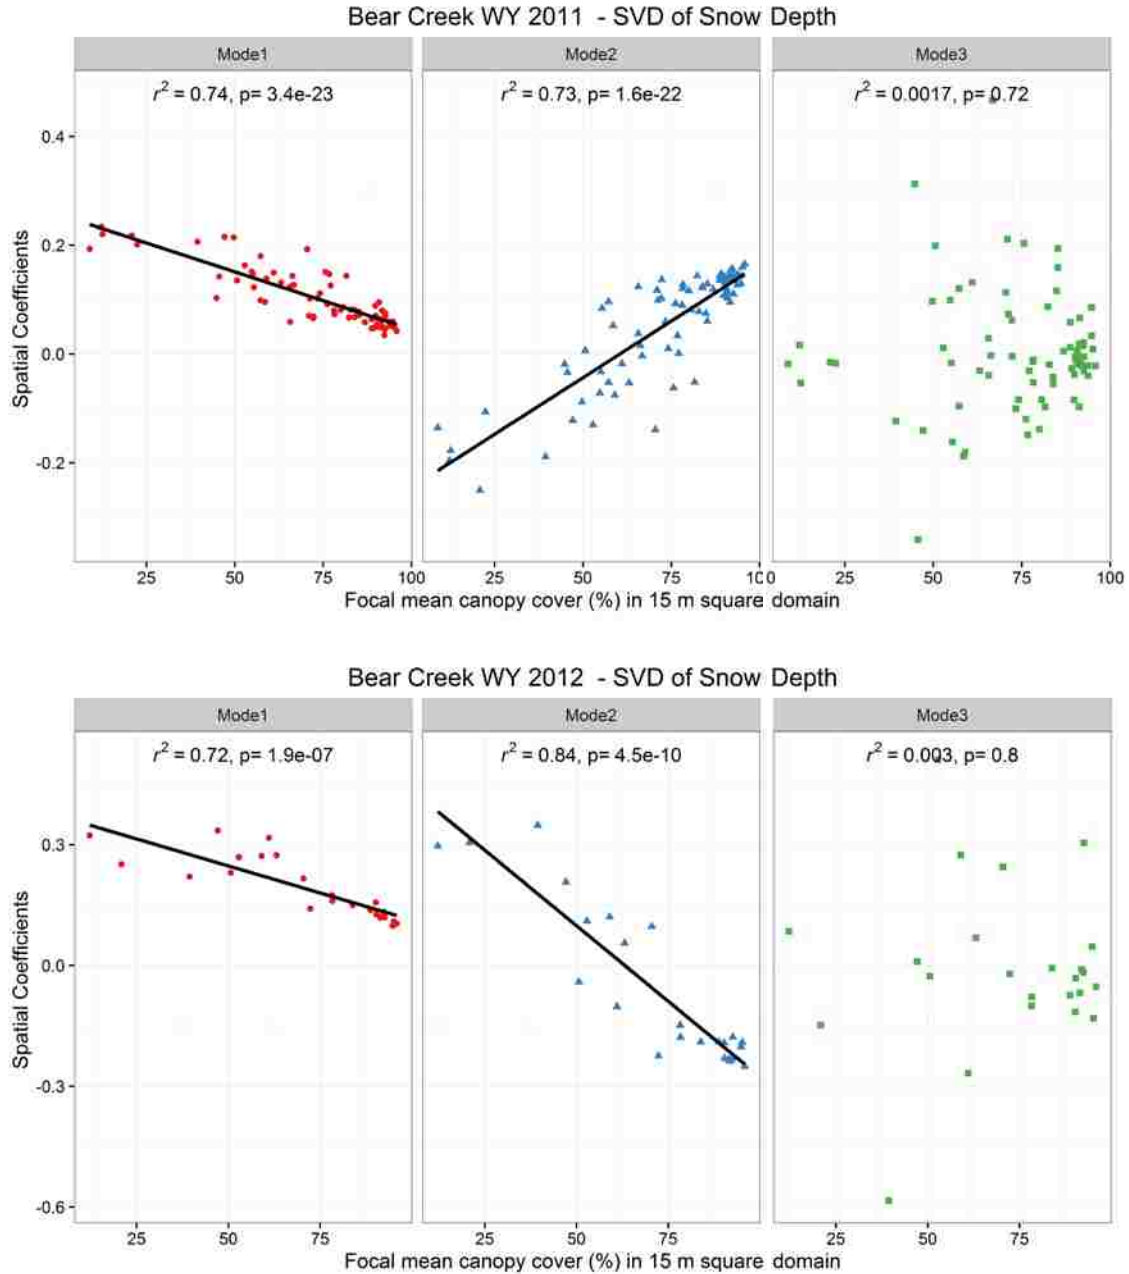 Bear Creek WY 2011 - SVD of Snow Depth
Mode1 Mode2 Mode3
r² = 0.74, p= 3.4e-23 r² = 0.73, p= 1.6e-22 r² = 0.0017, p= 0.72
0.4
0.2
0.0
-0.2
Spatial Coefficients
25 50 75 100 25 50 75 100 25 50 75 100
Focal mean canopy cover (%) in 15 m square domain
Bear Creek WY 2012 - SVD of Snow Depth
Mode1 Mode2 Mode3
r² = 0.72, p= 1.9e-07 r² = 0.84, p= 4.5e-10 r² = 0.003, p= 0.8
0.3
0.0
-0.3
-0.6
Spatial Coefficients
25 50 75 25 50 75 25 50 75
Focal mean canopy cover (%) in 15 m square domain